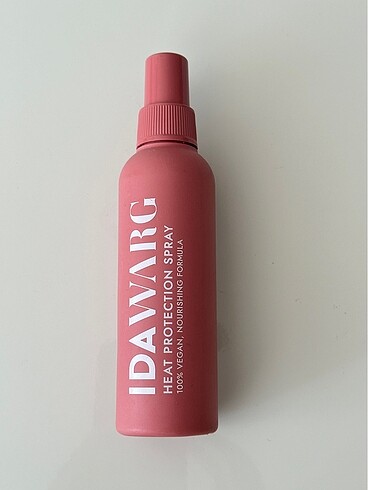 IDAWARG
HEAT PROTECTION SPRAY
100% VEGAN, NOURISHING FORMULA